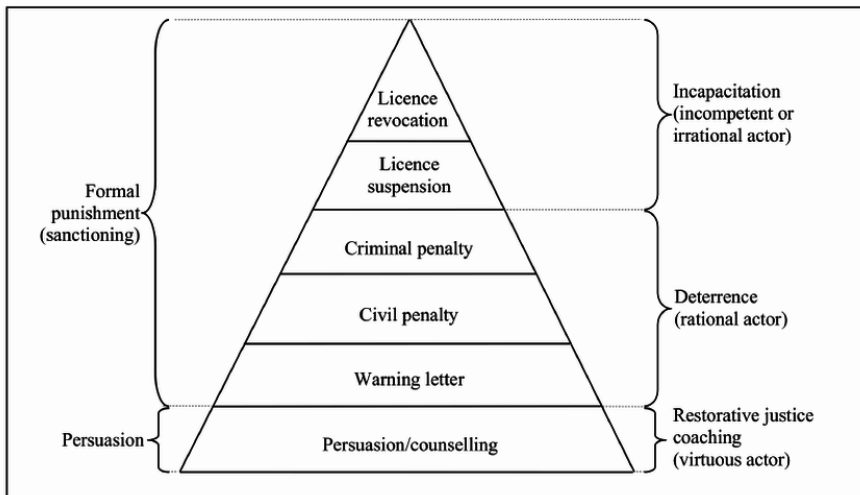 Licence
revocation
Licence
suspension
Criminal penalty
Civil penalty
Warning letter
Persuasion/counselling
Formal
punishment
(sanctioning)
Persuasion
Incapacitation
(incompetent or
irrational actor)
Deterrence
(rational actor)
Restorative justice
coaching
(virtuous actor)